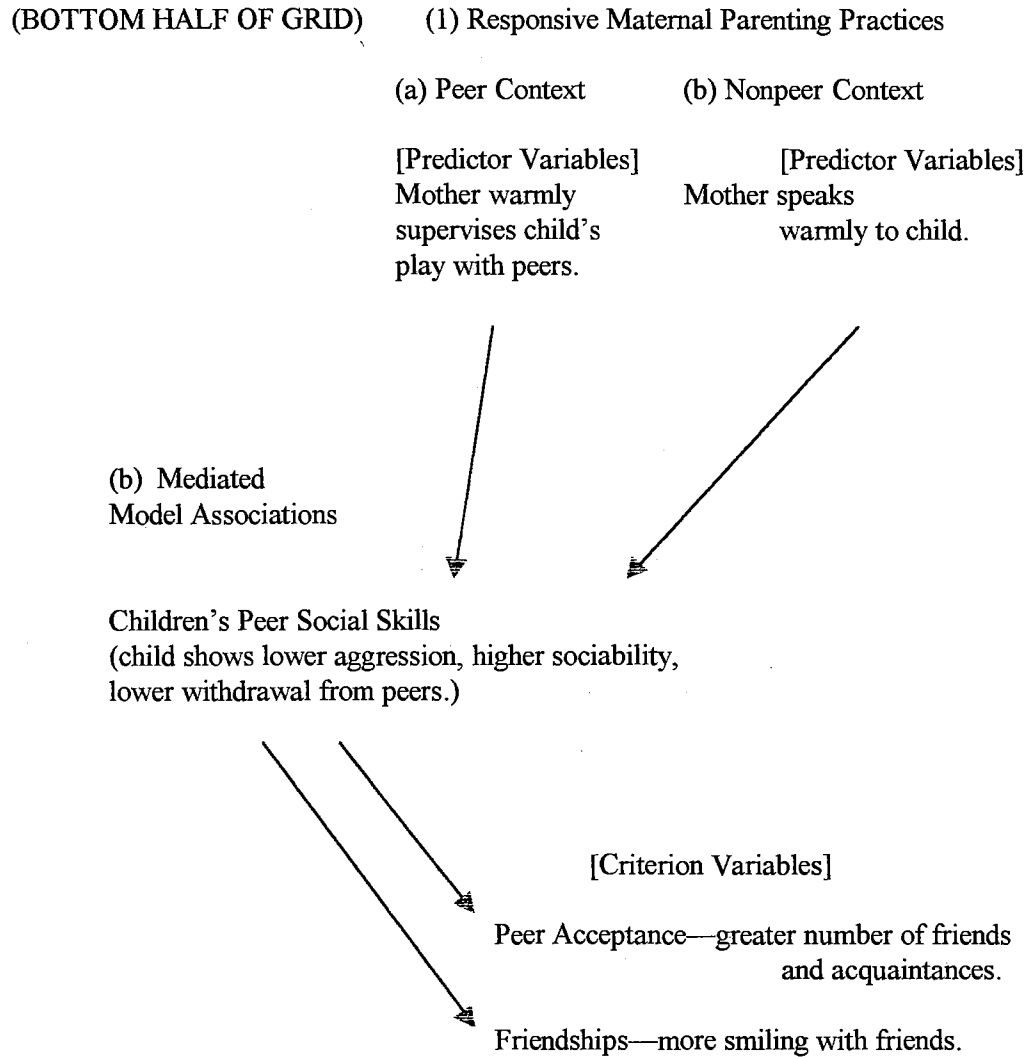 (BOTTOM HALF OF GRID) (1) Responsive Maternal Parenting Practices
(a) Peer Context (b) Nonpeer Context
[Predictor Variables] [Predictor Variables]
Mother warmly Mother speaks
supervises child's warmly to child.
play with peers.
(b) Mediated
Model Associations
Children's Peer Social Skills
(child shows lower aggression, higher sociability,
lower withdrawal from peers.)
[Criterion Variables]
Peer Acceptance—greater number of friends
and acquaintances.
Friendships—more smiling with friends.